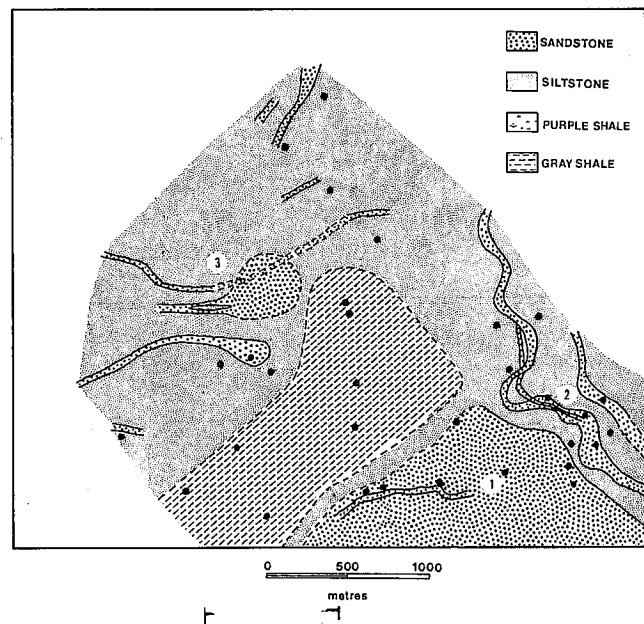 SANDSTONE
SILTSTONE
PURPLE SHALE
GRAY SHALE
3
2
1
0 500 1000
metres